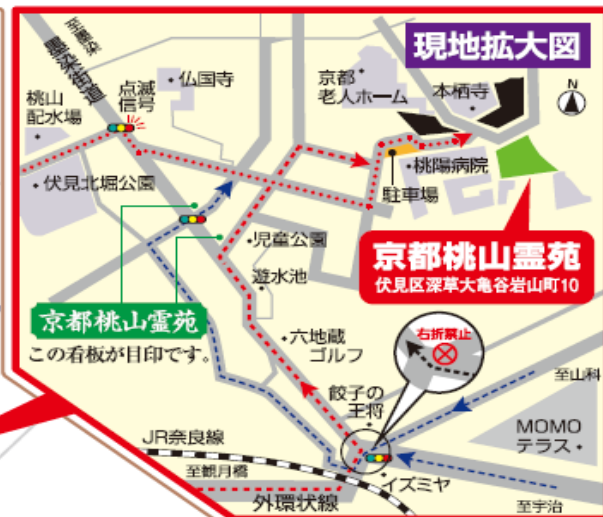 現地拡大図
至墨染
墨染街道
点滅
信号
仏国寺
京都
老人ホーム
本栖寺
N
桃山
配水場
伏見北堀公園
桃陽病院
駐車場
児童公園
遊水池
京都桃山霊苑
伏見区深草大亀谷岩山町10
京都桃山霊苑
この看板が目印です。
六地蔵
ゴルフ
右折禁止
餃子の
王将
至山科
MOMO
テラス
JR奈良線
至観月橋
イズミヤ
外環状線
至宇治